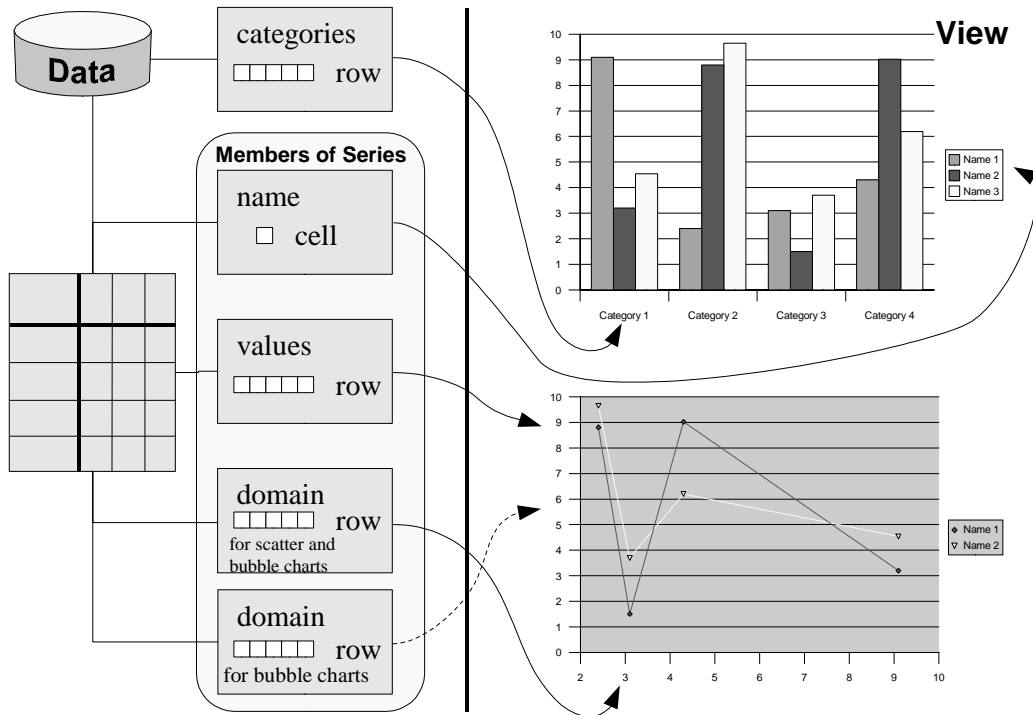 Data
categories
row
Members of Series
name
cell
values
row
domain
row
for scatter and
bubble charts
domain
row
for bubble charts
View
10
9
8
7
6
5
4
3
2
1
0
Category 1 Category 2 Category 3 Category 4
Name 1
Name 2
Name 3
10
9
8
7
6
5
4
3
2
1
0
2 3 4 5 6 7 8 9 10
Name 1
Name 2